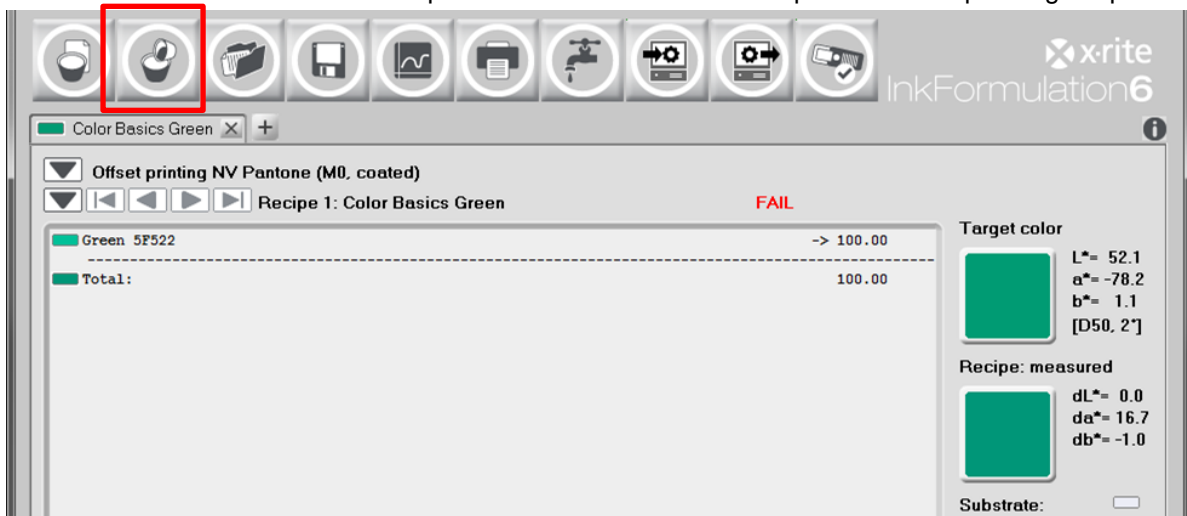 x·rite
InkFormulation6
Color Basics Green
Offset printing NV Pantone (M0, coated)
Recipe 1: Color Basics Green FAIL
Green 5F522 -> 100.00
Total: 100.00
Target color
L*= 52.1
a*= -78.2
b*= 1.1
[D50, 2°]
Recipe: measured
dL*= 0.0
da*= 16.7
db*= -1.0
Substrate: